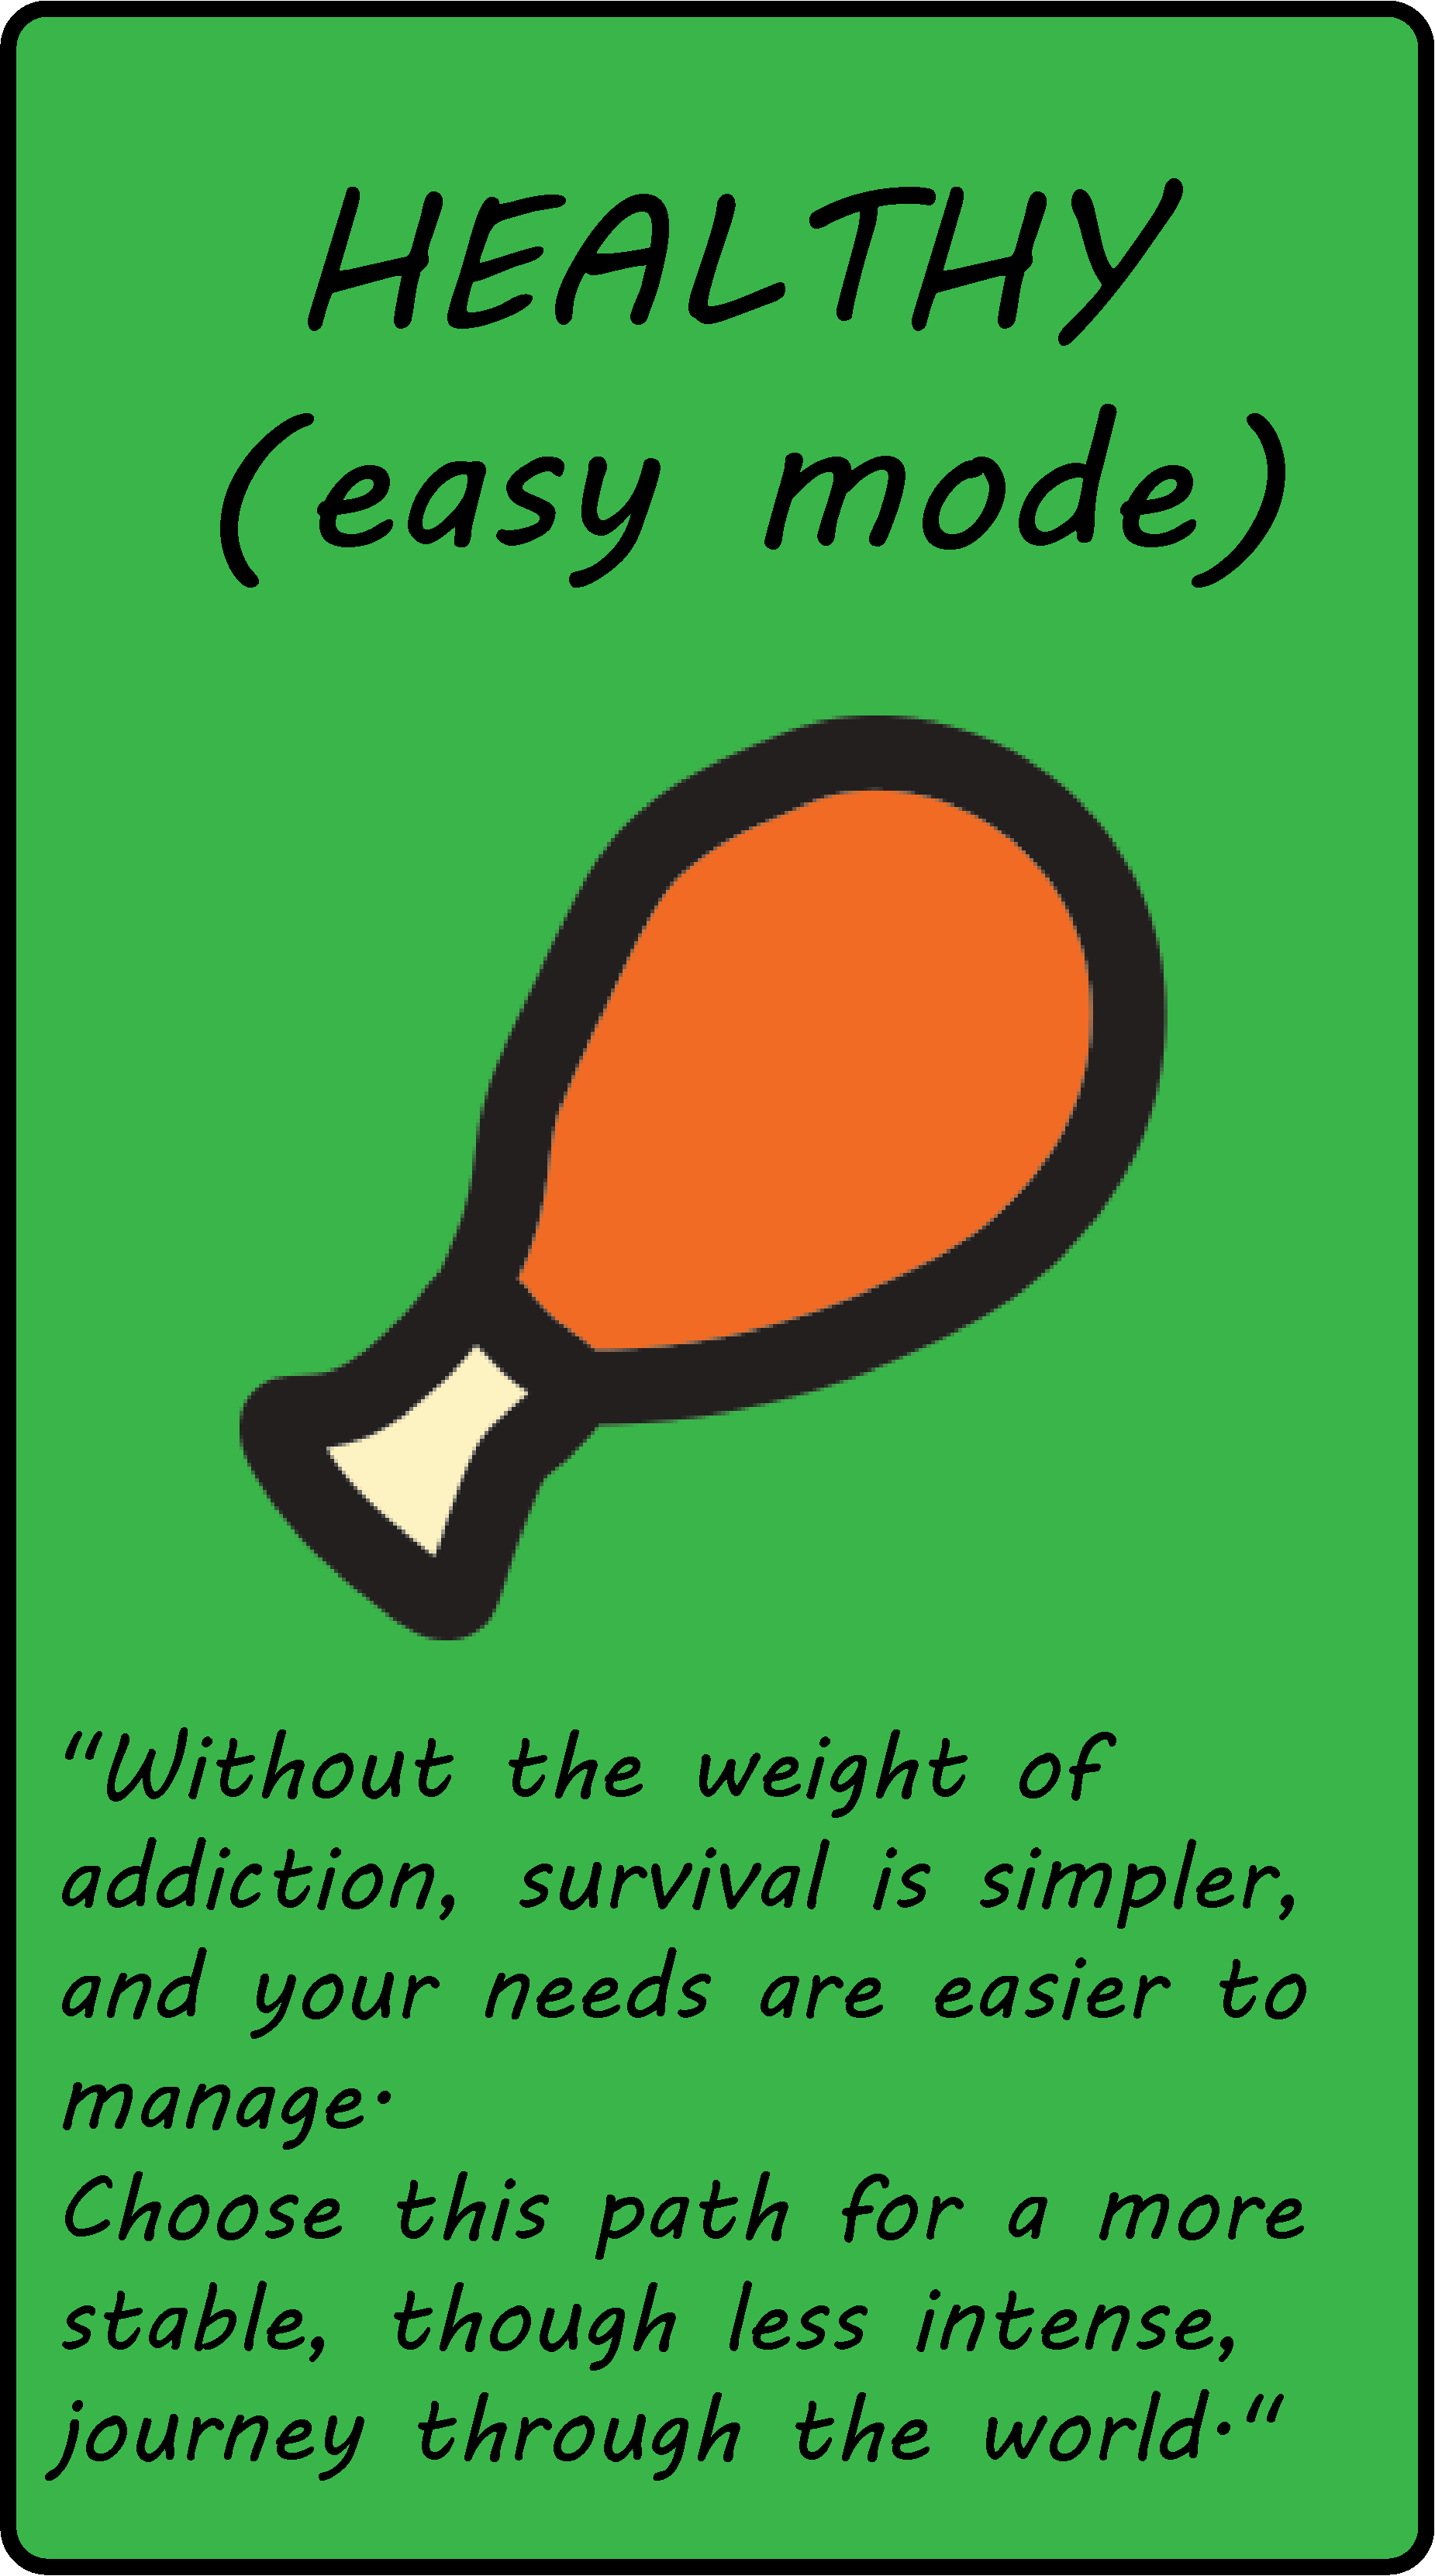 HEALTHY
(easy mode)
“Without the weight of
addiction, survival is simpler,
and your needs are easier to
manage.
Choose this path for a more
stable, though less intense,
journey through the world.“